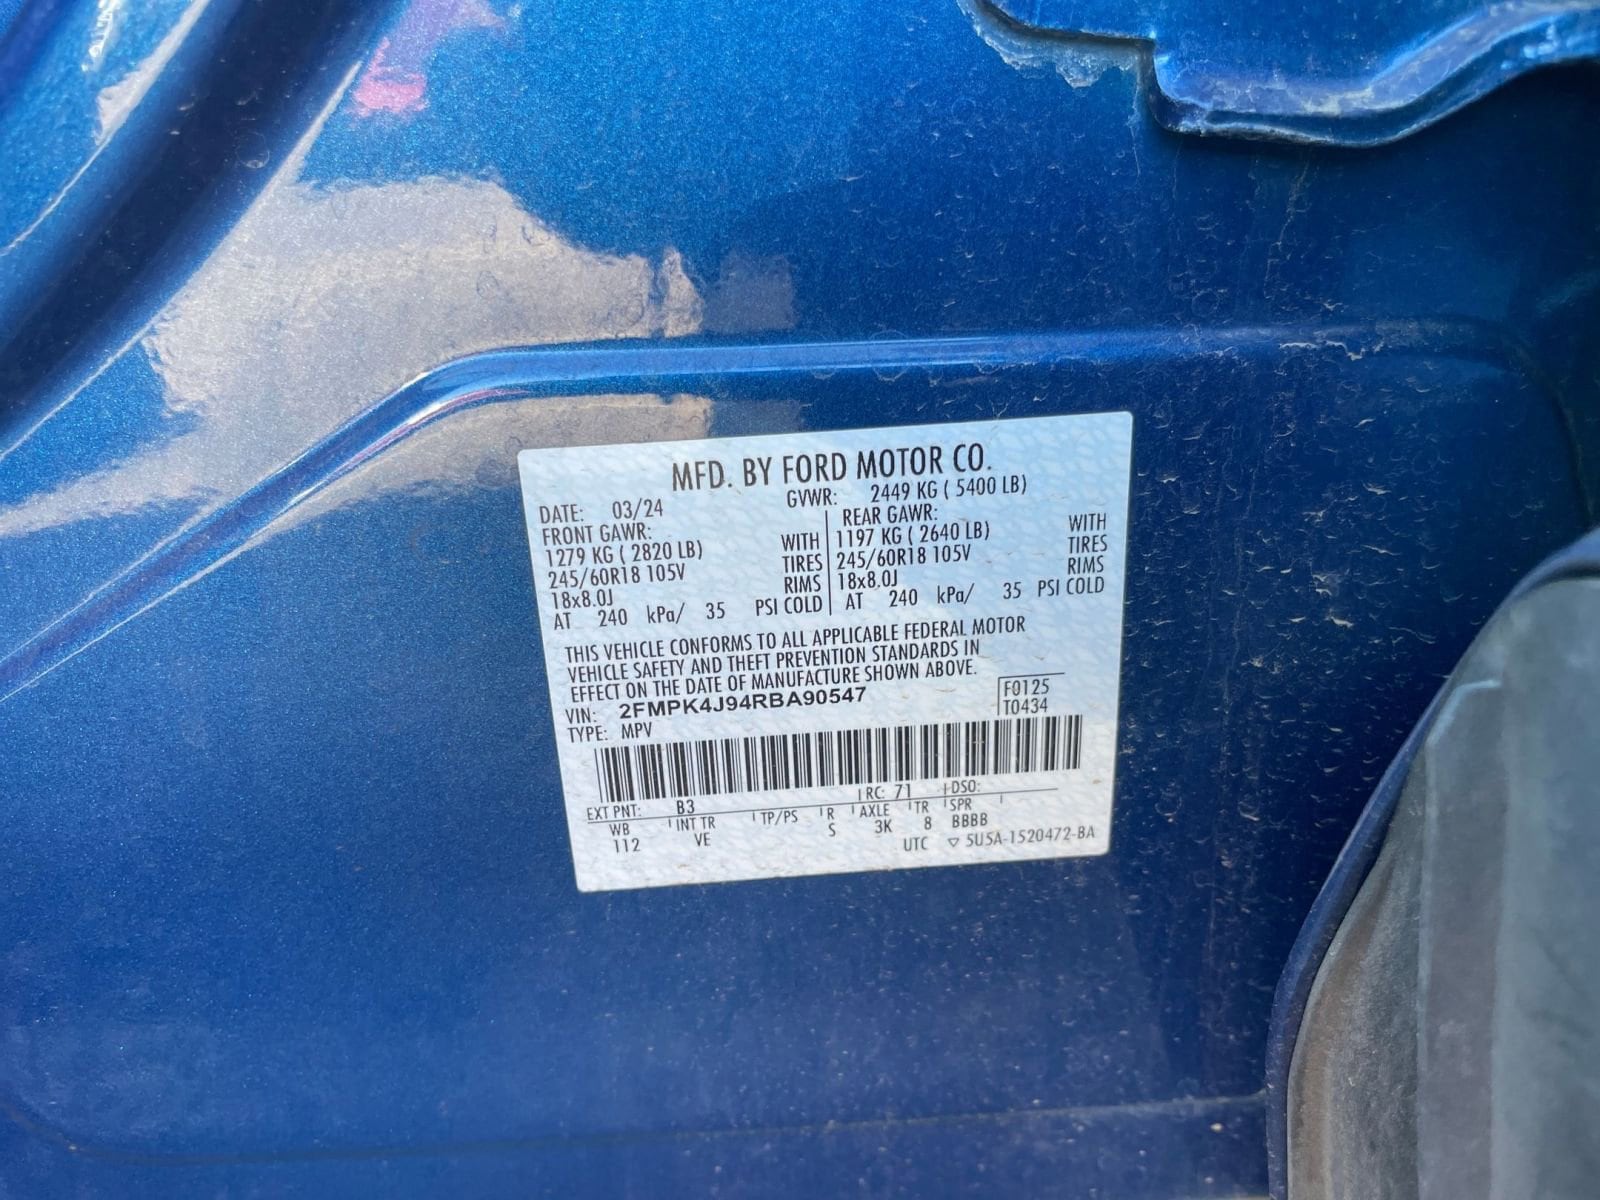 MFD. BY FORD MOTOR CO.
DATE: 03/24 GVWR: 2449 KG ( 5400 LB)
FRONT GAWR: REAR GAWR:
1279 KG ( 2820 LB) WITH 1197 KG ( 2640 LB) WITH
245/60R18 105V TIRES 245/60R18 105V TIRES
18x8.0J RIMS 18x8.0J RIMS
AT 240 kPa/ 35 PSI COLD AT 240 kPa/ 35 PSI COLD
THIS VEHICLE CONFORMS TO ALL APPLICABLE FEDERAL MOTOR
VEHICLE SAFETY AND THEFT PREVENTION STANDARDS IN
EFFECT ON THE DATE OF MANUFACTURE SHOWN ABOVE.
VIN: 2FMPK4J94RBA90547 F0125
TYPE: MPV T0434
EXT PNT: B3 RC: 71 DSO:
WB INT TR TP/PS R AXLE TR SPR
112 VE S 3K 8 BBBB
UTC ▽ 5U5A-1520472-BA